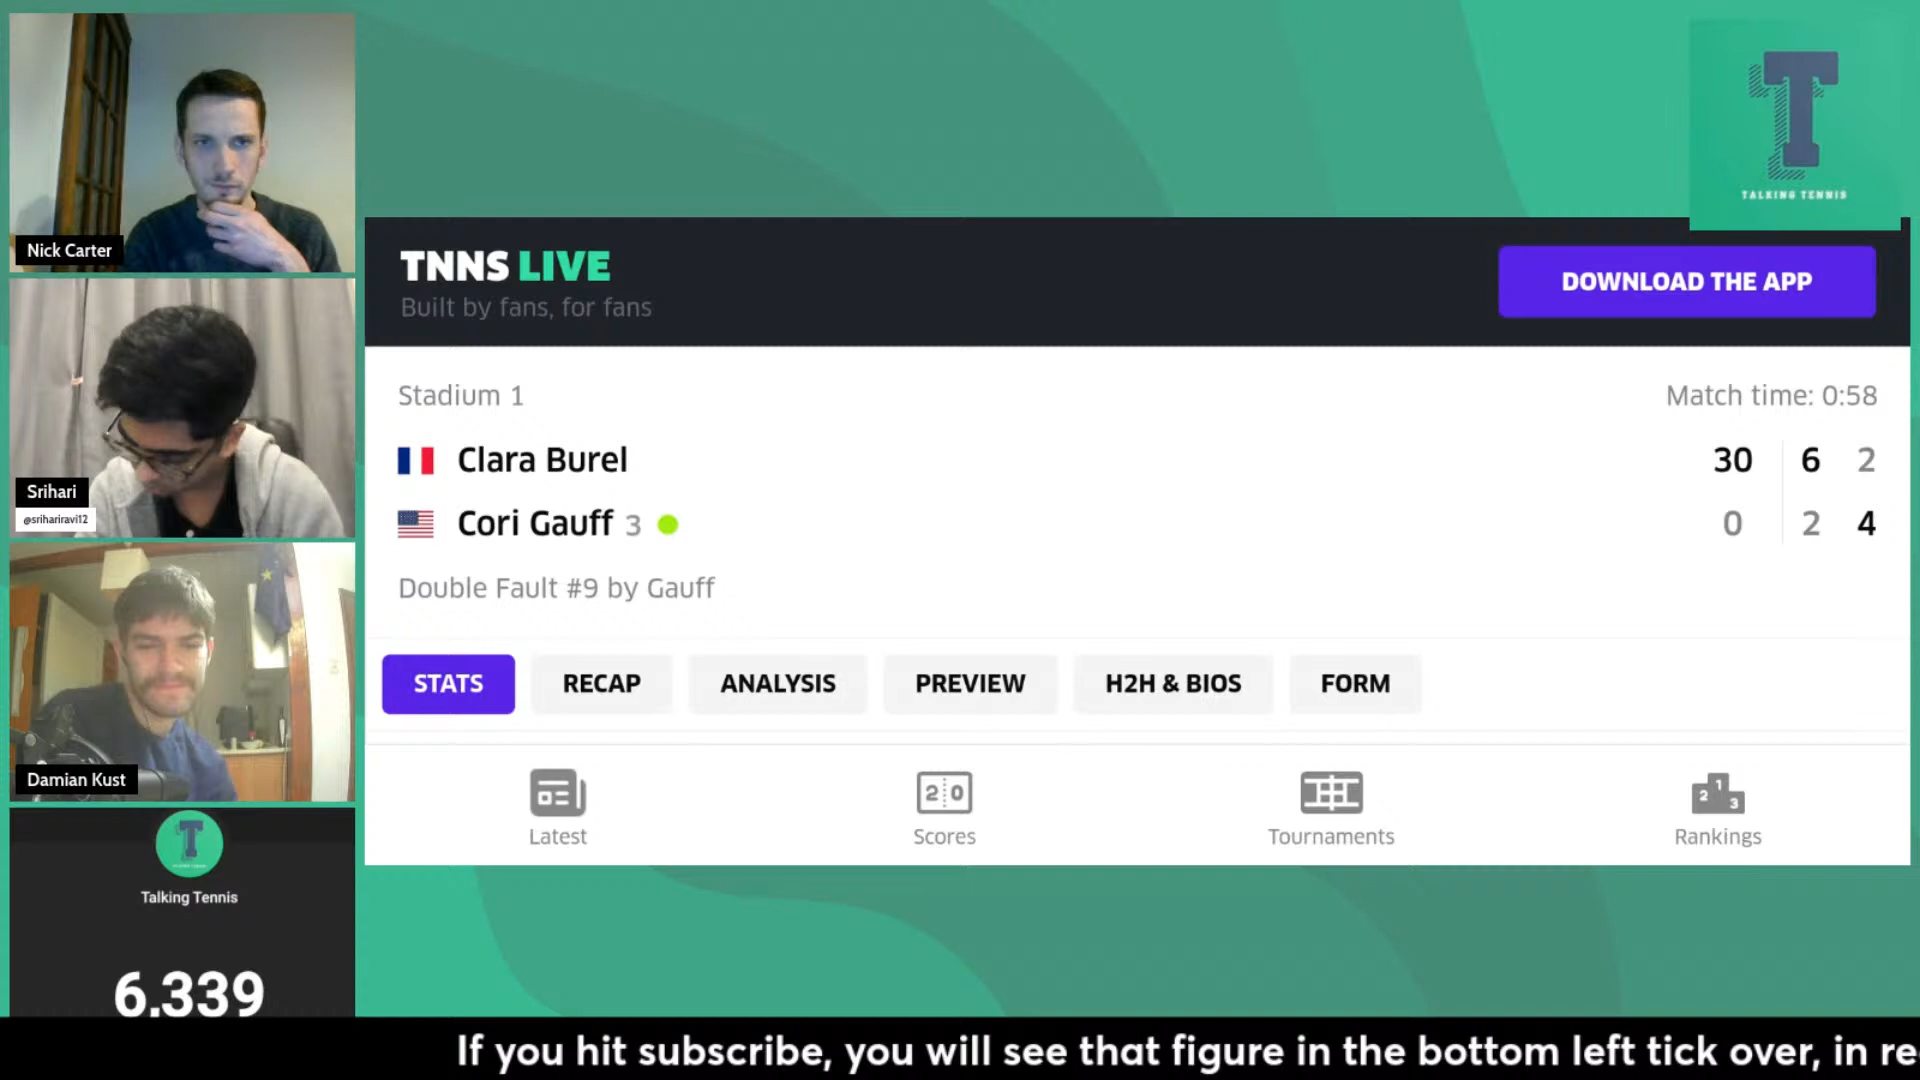 Nick Carter
Srihari
@srihariravi12
Damian Kust
Talking Tennis
6,339
TALKING TENNIS
TNNS LIVE
Built by fans, for fans
DOWNLOAD THE APP
Stadium 1
Match time: 0:58
Clara Burel 30 6 2
Cori Gauff 3 0 2 4
Double Fault #9 by Gauff
STATS RECAP ANALYSIS PREVIEW H2H & BIOS FORM
Latest Scores Tournaments Rankings
If you hit subscribe, you will see that figure in the bottom left tick over, in re